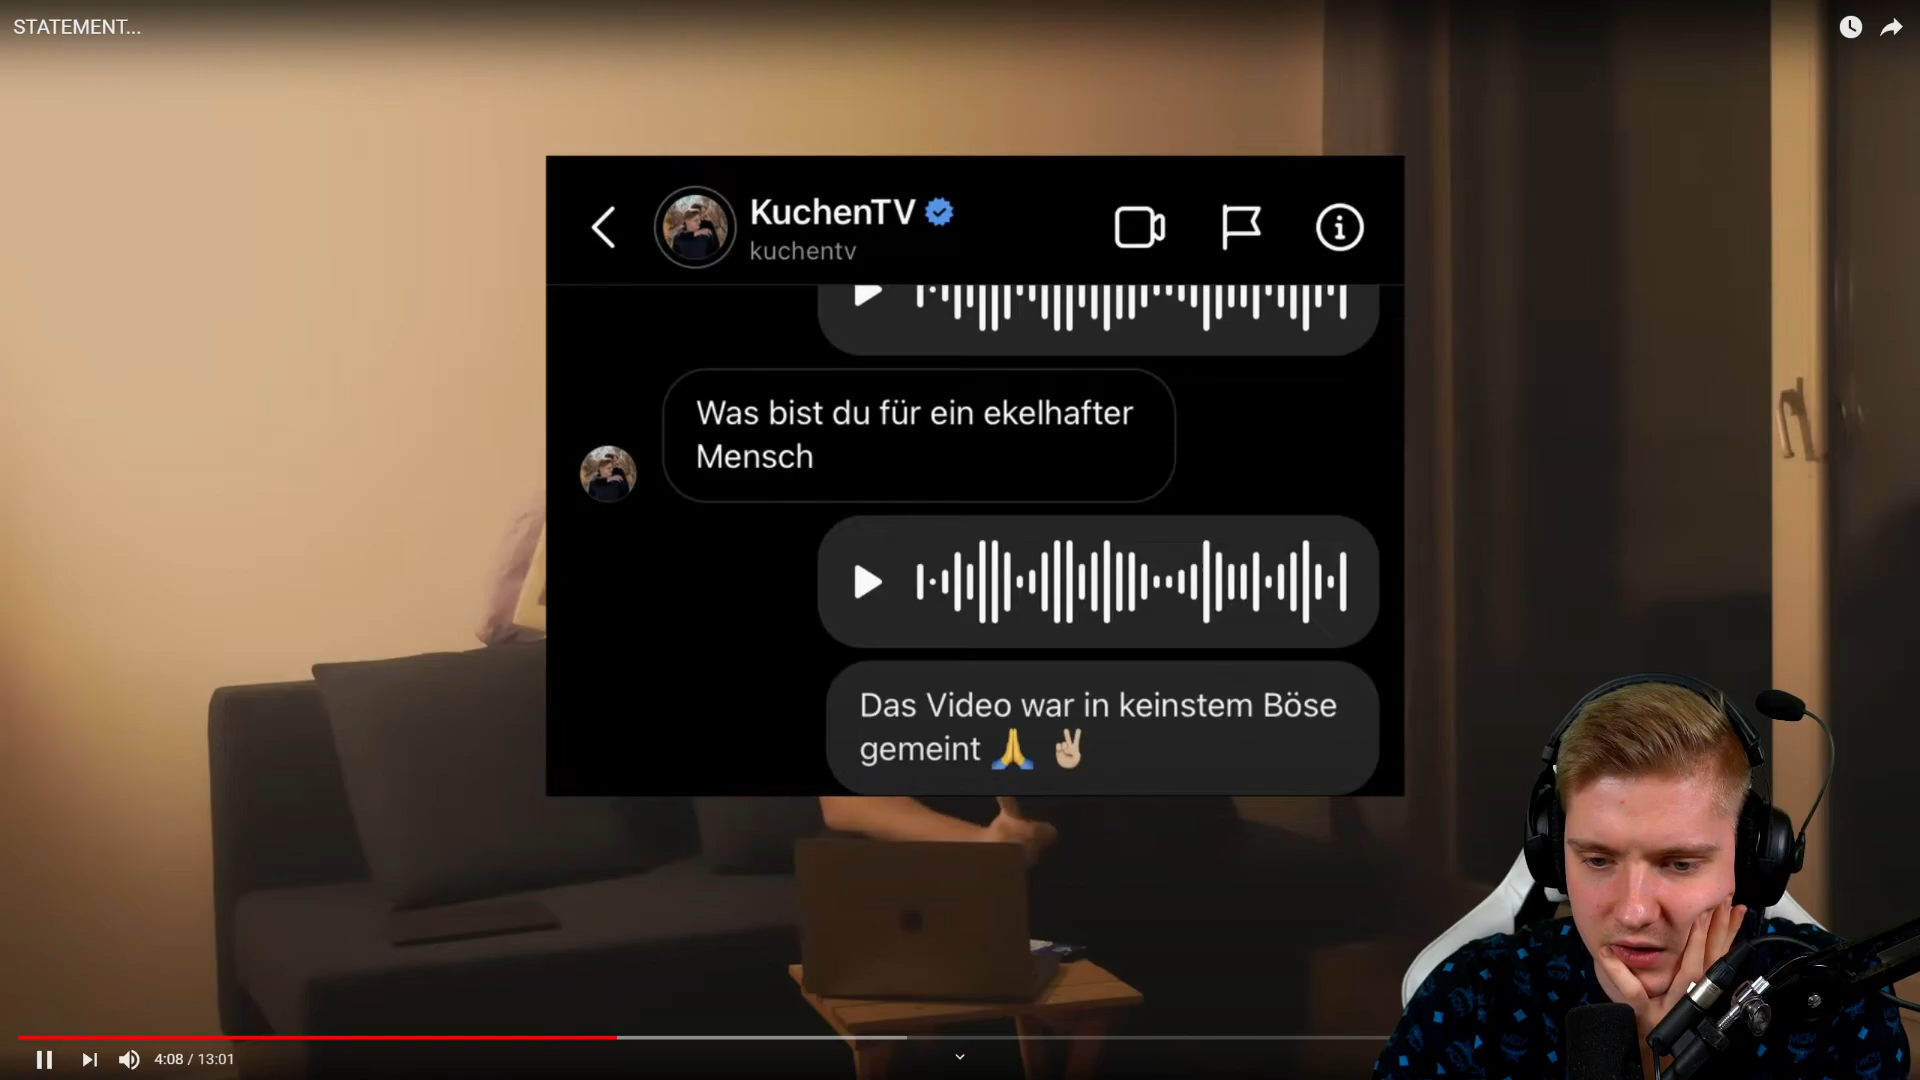 STATEMENT...
KuchenTV
kuchentv
Was bist du für ein ekelhafter
Mensch
Das Video war in keinstem Böse
gemeint 🙏 ✌🏼
4:08 / 13:01